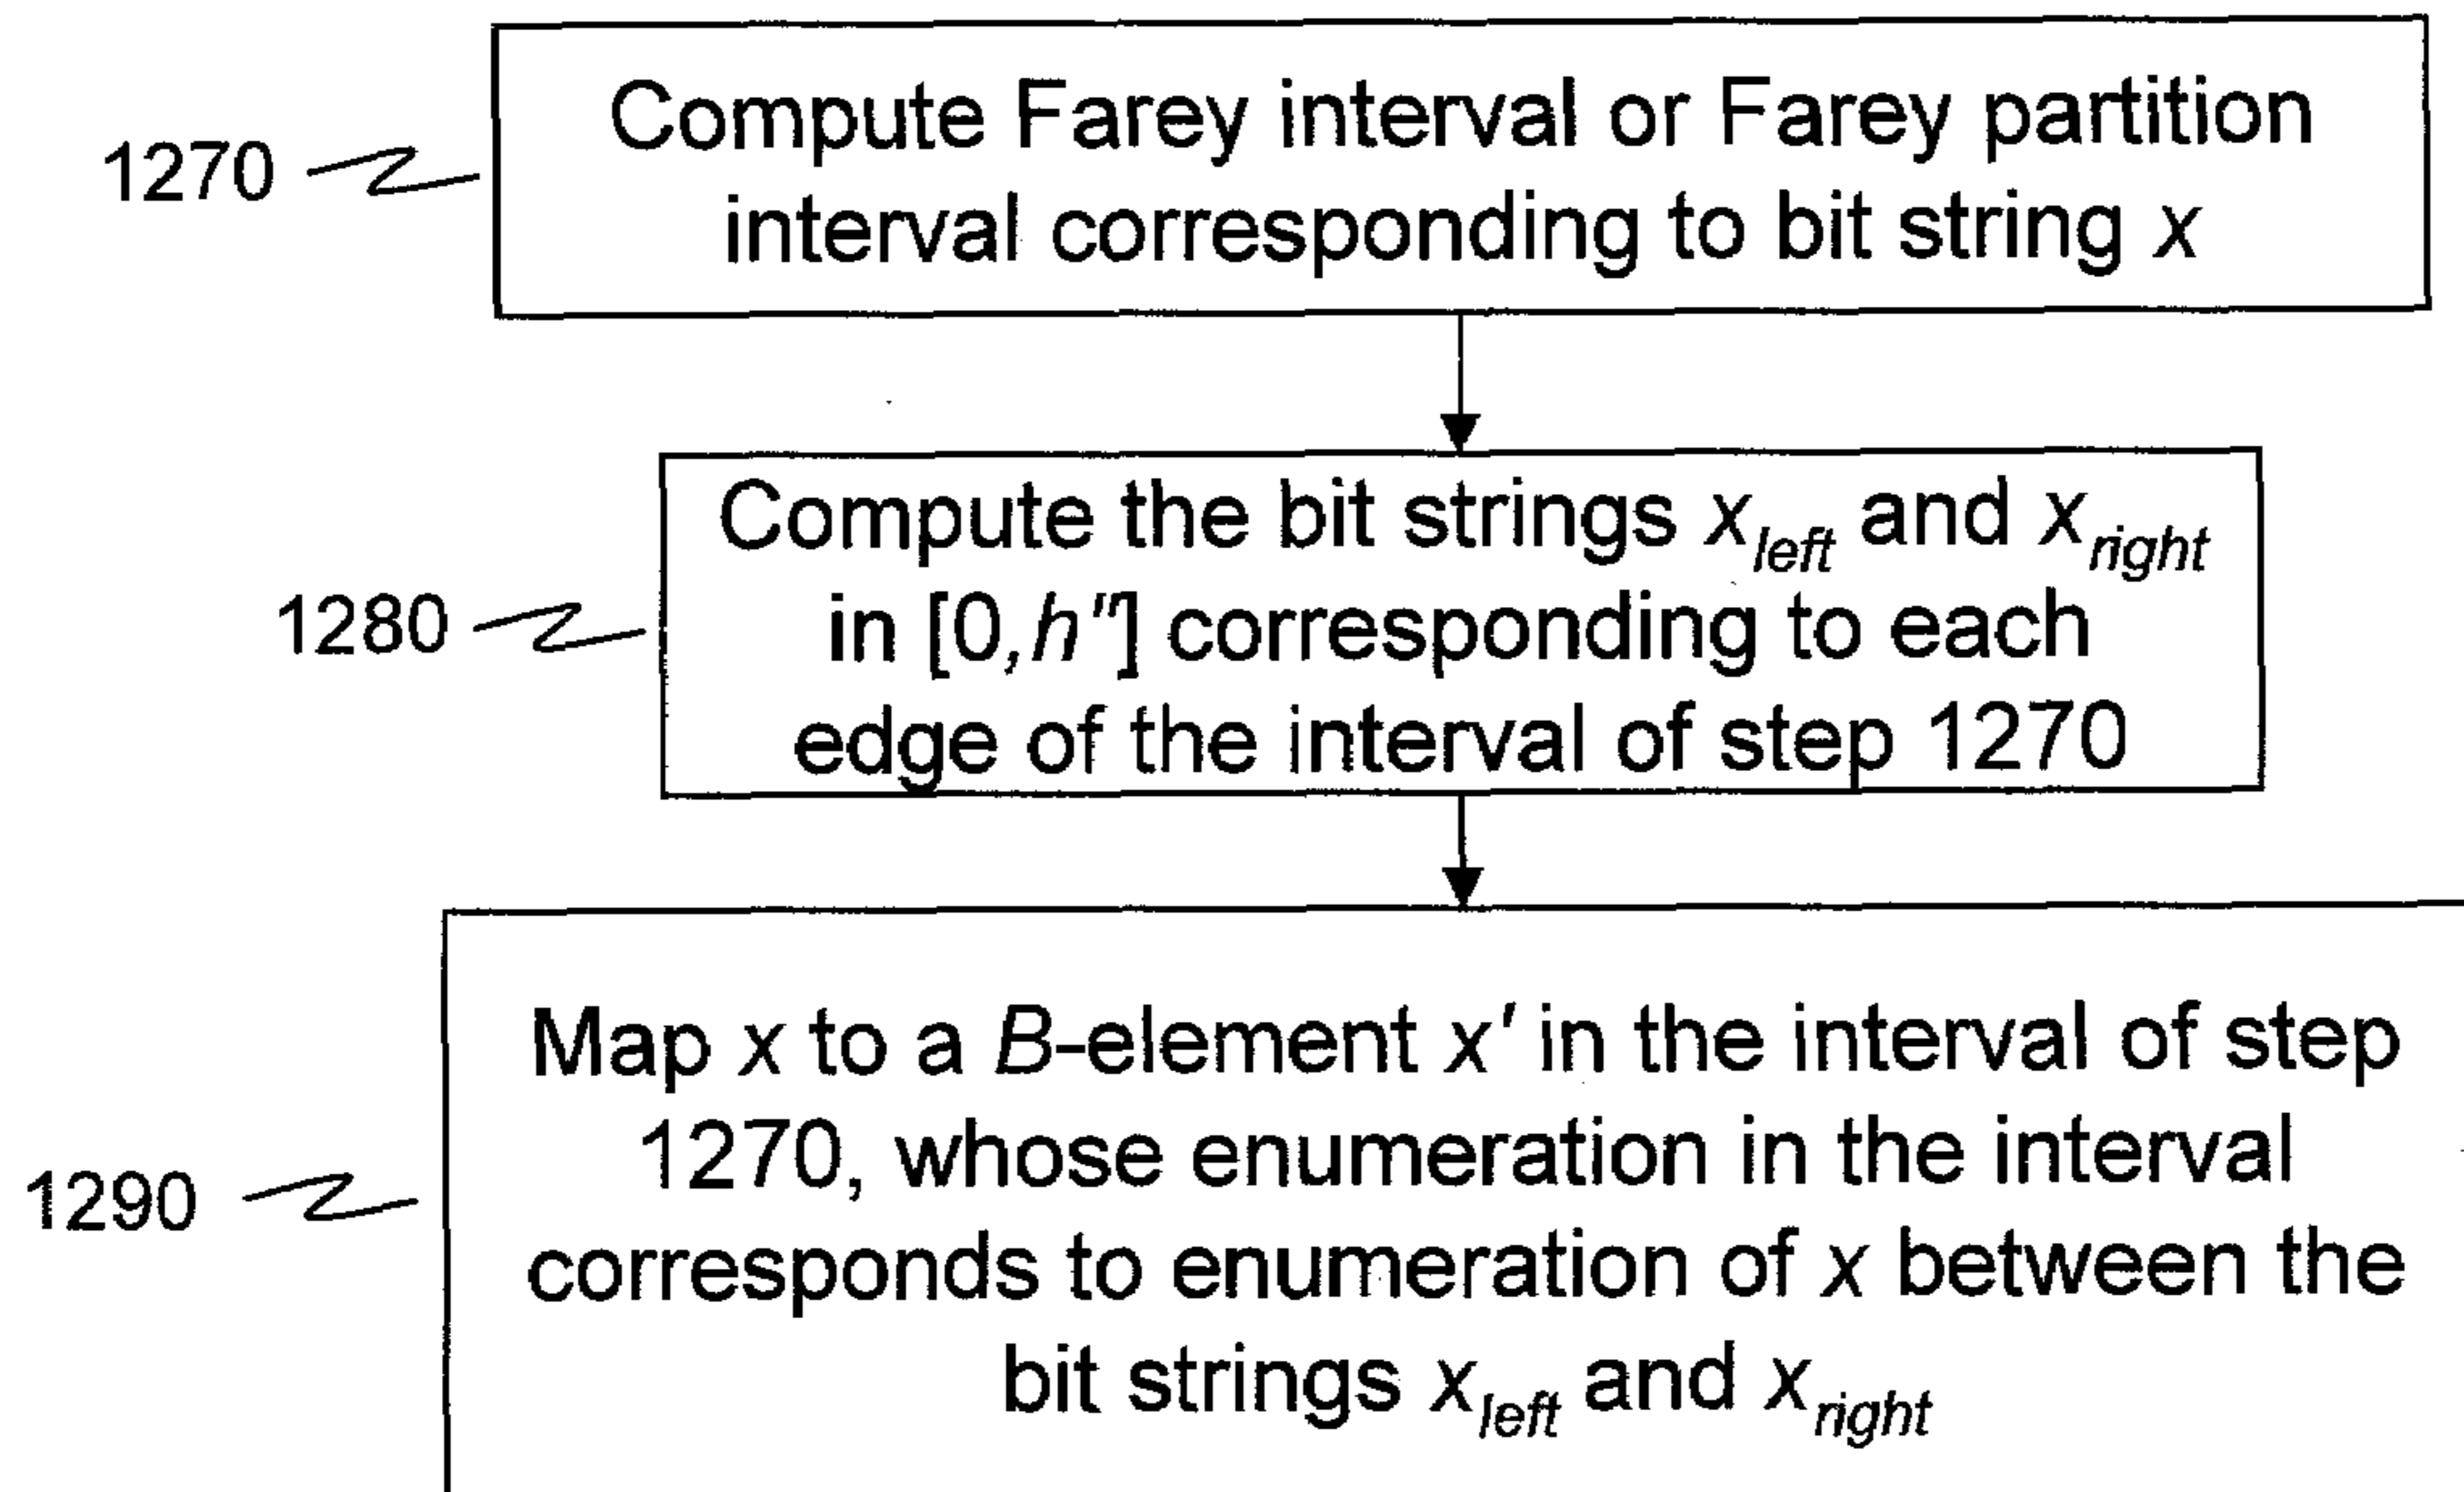 1270
Compute Farey interval or Farey partition
interval corresponding to bit string x
1280
Compute the bit strings x_left and x_right
in [0,h"] corresponding to each
edge of the interval of step 1270
1290
Map x to a B-element x' in the interval of step
1270, whose enumeration in the interval
corresponds to enumeration of x between the
bit strings x_left and x_right